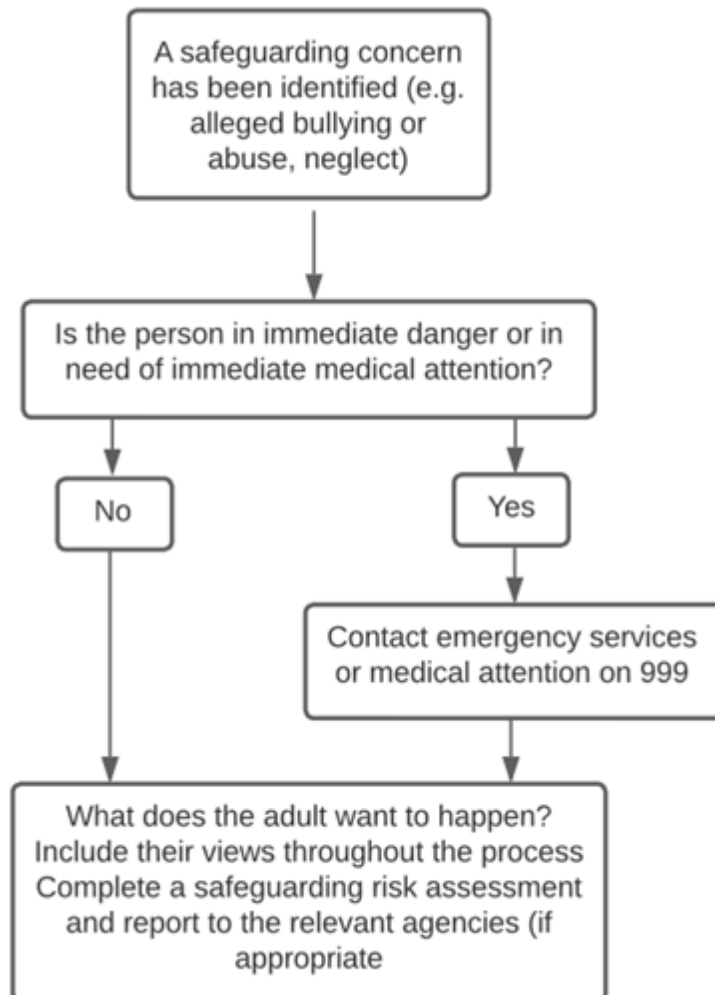 A safeguarding concern
has been identified (e.g.
alleged bullying or
abuse, neglect)
Is the person in immediate danger or in
need of immediate medical attention?
No
Yes
Contact emergency services
or medical attention on 999
What does the adult want to happen?
Include their views throughout the process
Complete a safeguarding risk assessment
and report to the relevant agencies (if
appropriate